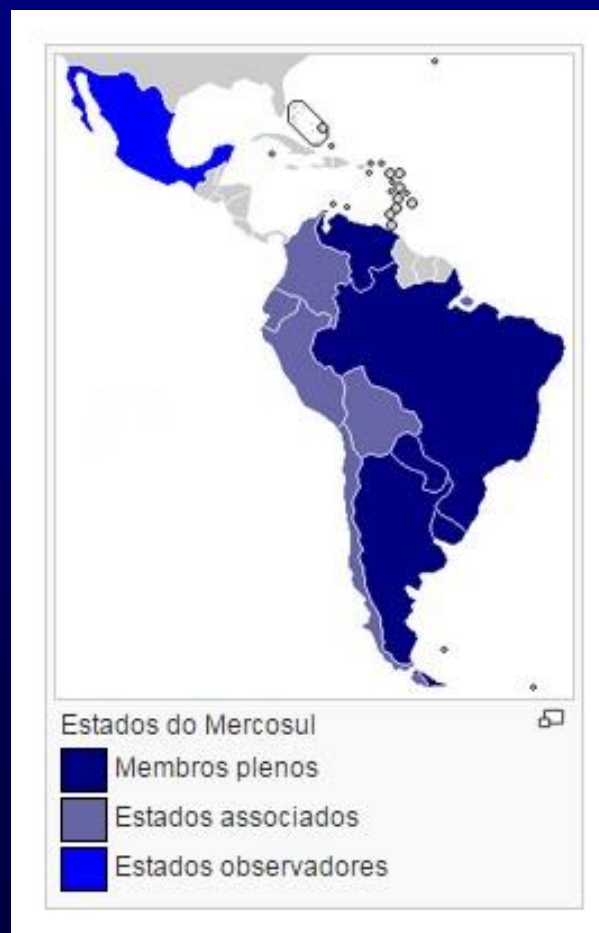 Estados do Mercosul
Membros plenos
Estados associados
Estados observadores